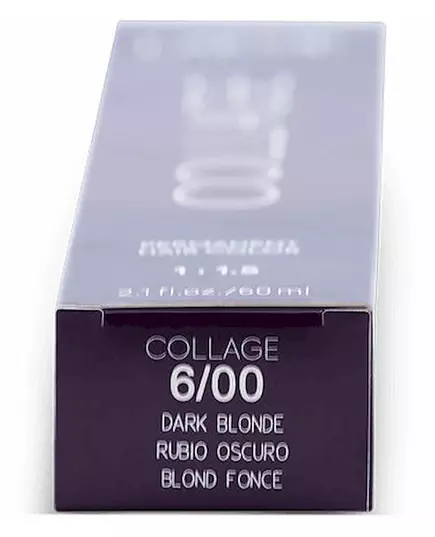 1 : 1.5
2.1 fl.oz./60 ml
COLLAGE
6/00
DARK BLONDE
RUBIO OSCURO
BLOND FONCE